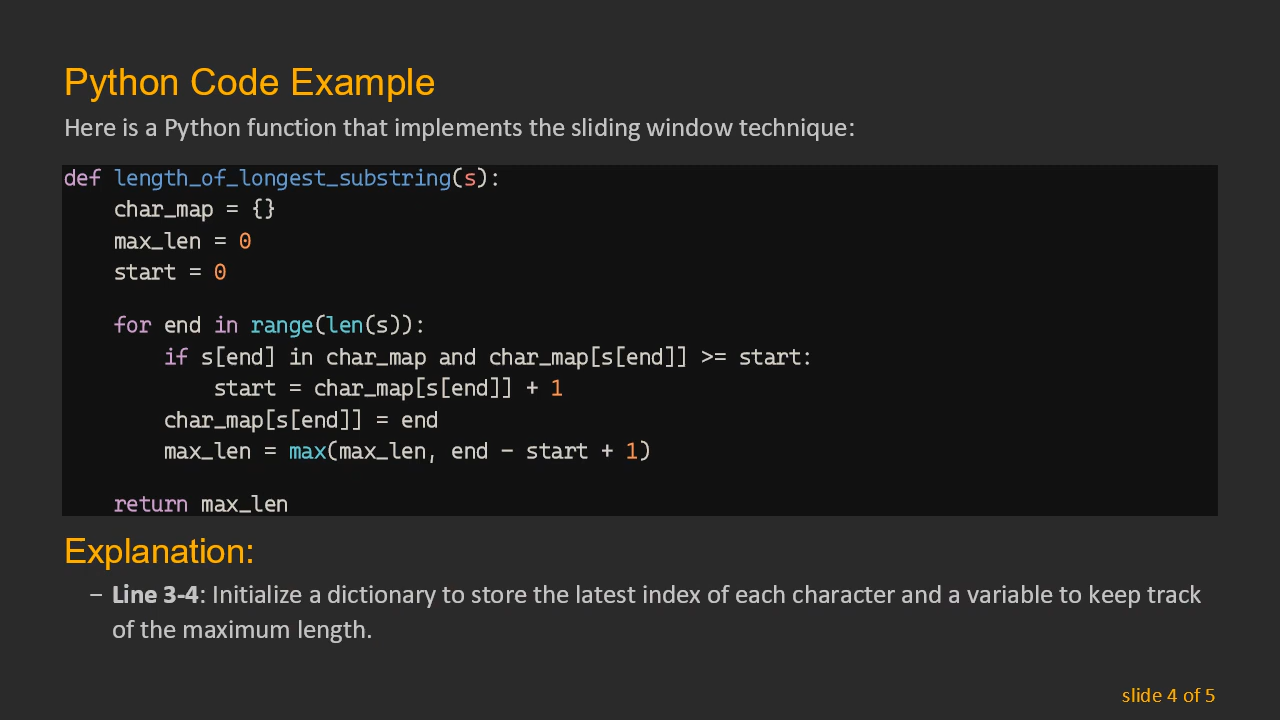 Python Code Example
Here is a Python function that implements the sliding window technique:
def length_of_longest_substring(s):
    char_map = {}
    max_len = 0
    start = 0
    for end in range(len(s)):
        if s[end] in char_map and char_map[s[end]] >= start:
            start = char_map[s[end]] + 1
        char_map[s[end]] = end
        max_len = max(max_len, end - start + 1)
    return max_len
Explanation:
– Line 3-4: Initialize a dictionary to store the latest index of each character and a variable to keep track
of the maximum length.
slide 4 of 5